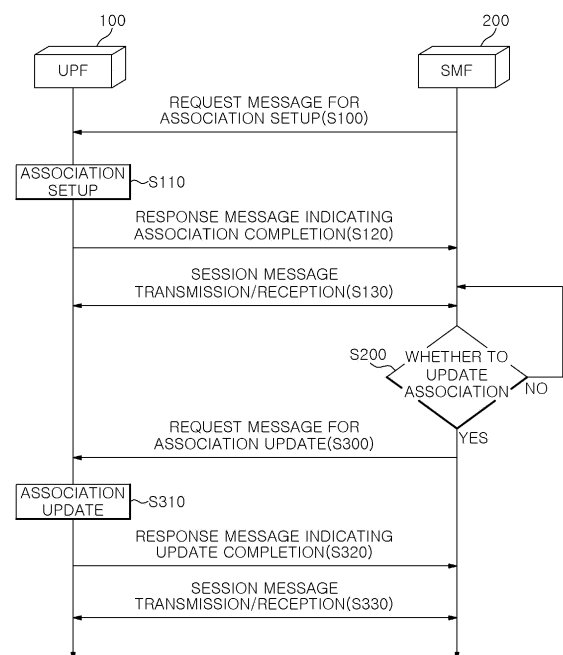 100
200
UPF
SMF
REQUEST MESSAGE FOR
ASSOCIATION SETUP(S100)
ASSOCIATION
SETUP
S110
RESPONSE MESSAGE INDICATING
ASSOCIATION COMPLETION(S120)
SESSION MESSAGE
TRANSMISSION/RECEPTION(S130)
S200
WHETHER TO
UPDATE
ASSOCIATION
NO
YES
REQUEST MESSAGE FOR
ASSOCIATION UPDATE(S300)
ASSOCIATION
UPDATE
S310
RESPONSE MESSAGE INDICATING
UPDATE COMPLETION(S320)
SESSION MESSAGE
TRANSMISSION/RECEPTION(S330)